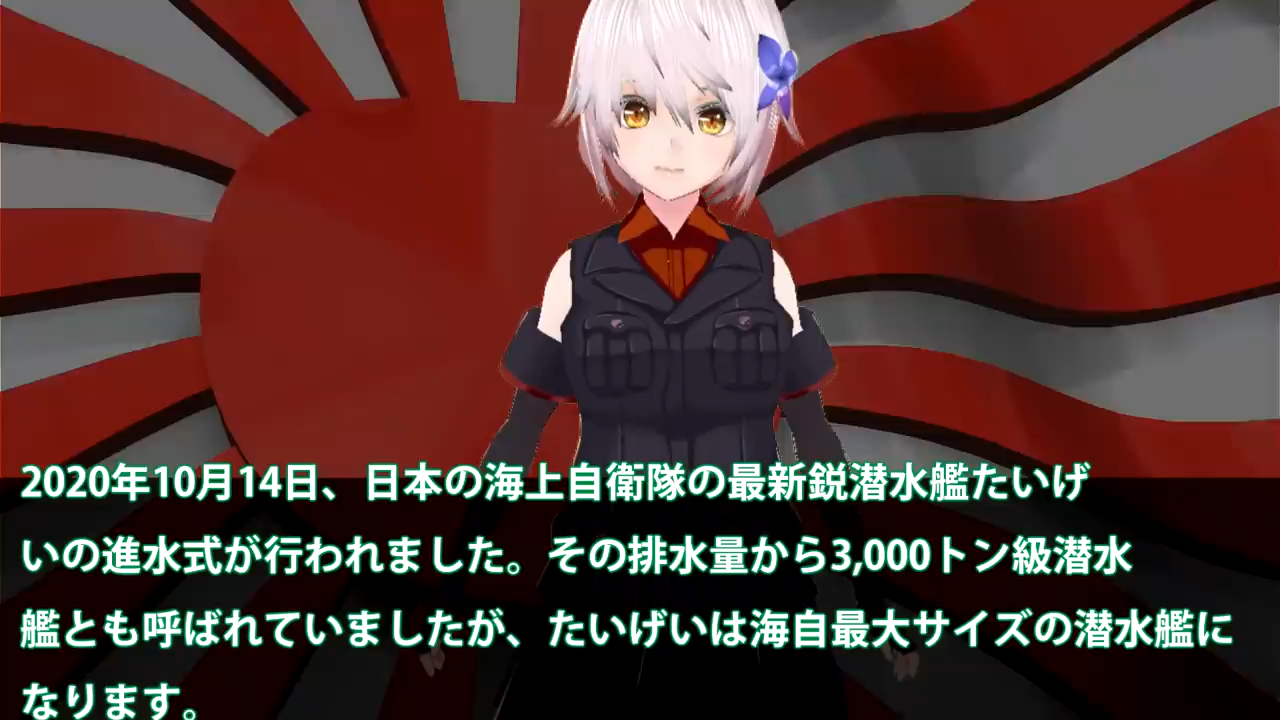 2020年10月14日、日本の海上自衛隊の最新鋭潜水艦たいげ
いの進水式が行われました。その排水量から3,000トン級潜水
艦とも呼ばれていましたが、たいげいは海自最大サイズの潜水艦に
なります。